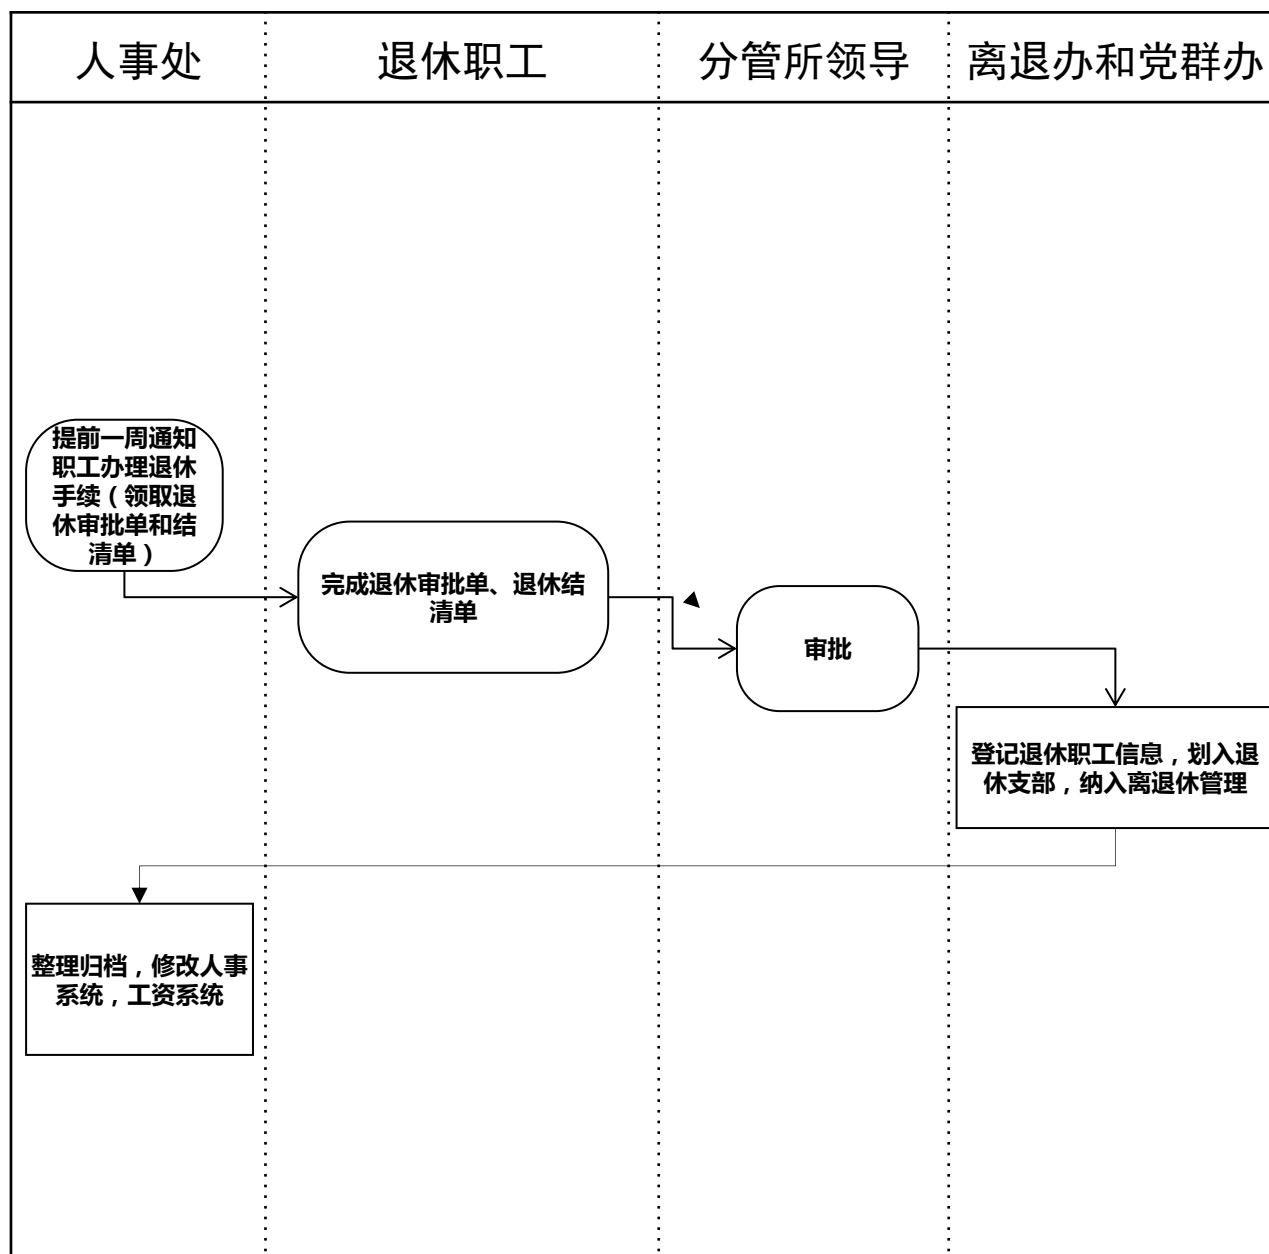 人事处
退休职工
分管所领导
离退办和党群办
提前一周通知
职工办理退休
手续（领取退
休审批单和结
清单）
完成退休审批单、退休结
清单
审批
登记退休职工信息，划入退
休支部，纳入离退休管理
整理归档，修改人事
系统，工资系统